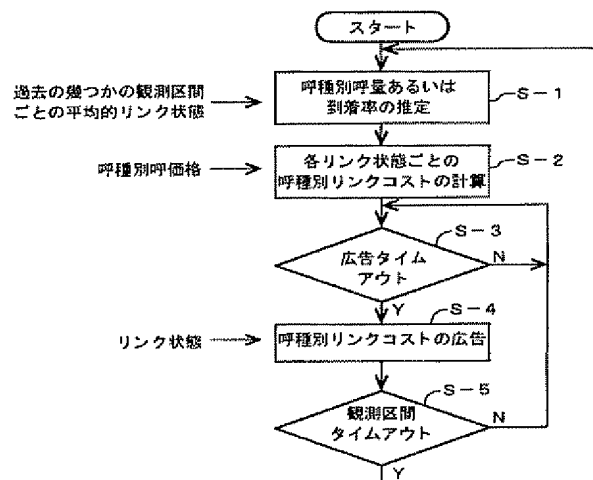 スタート
過去の幾つかの観測区間
ごとの平均的リンク状態
呼種別呼量あるいは
到着率の推定
S-1
呼種別呼価格
各リンク状態ごとの
呼種別リンクコストの計算
S-2
S-3
広告タイム
アウト
N
Y
S-4
リンク状態
呼種別リンクコストの広告
S-5
観測区間
タイムアウト
N
Y